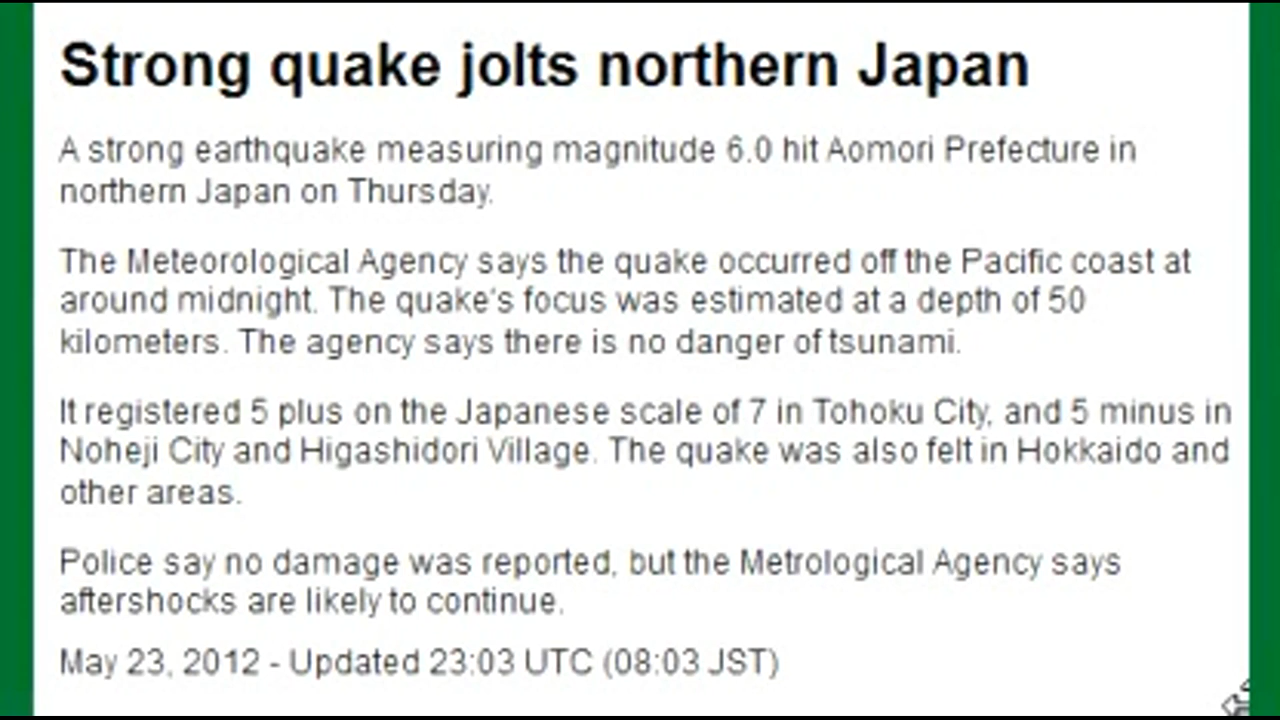 Strong quake jolts northern Japan
A strong earthquake measuring magnitude 6.0 hit Aomori Prefecture in
northern Japan on Thursday.
The Meteorological Agency says the quake occurred off the Pacific coast at
around midnight. The quake's focus was estimated at a depth of 50
kilometers. The agency says there is no danger of tsunami.
It registered 5 plus on the Japanese scale of 7 in Tohoku City, and 5 minus in
Noheji City and Higashidori Village. The quake was also felt in Hokkaido and
other areas.
Police say no damage was reported, but the Metrological Agency says
aftershocks are likely to continue.
May 23, 2012 - Updated 23:03 UTC (08:03 JST)